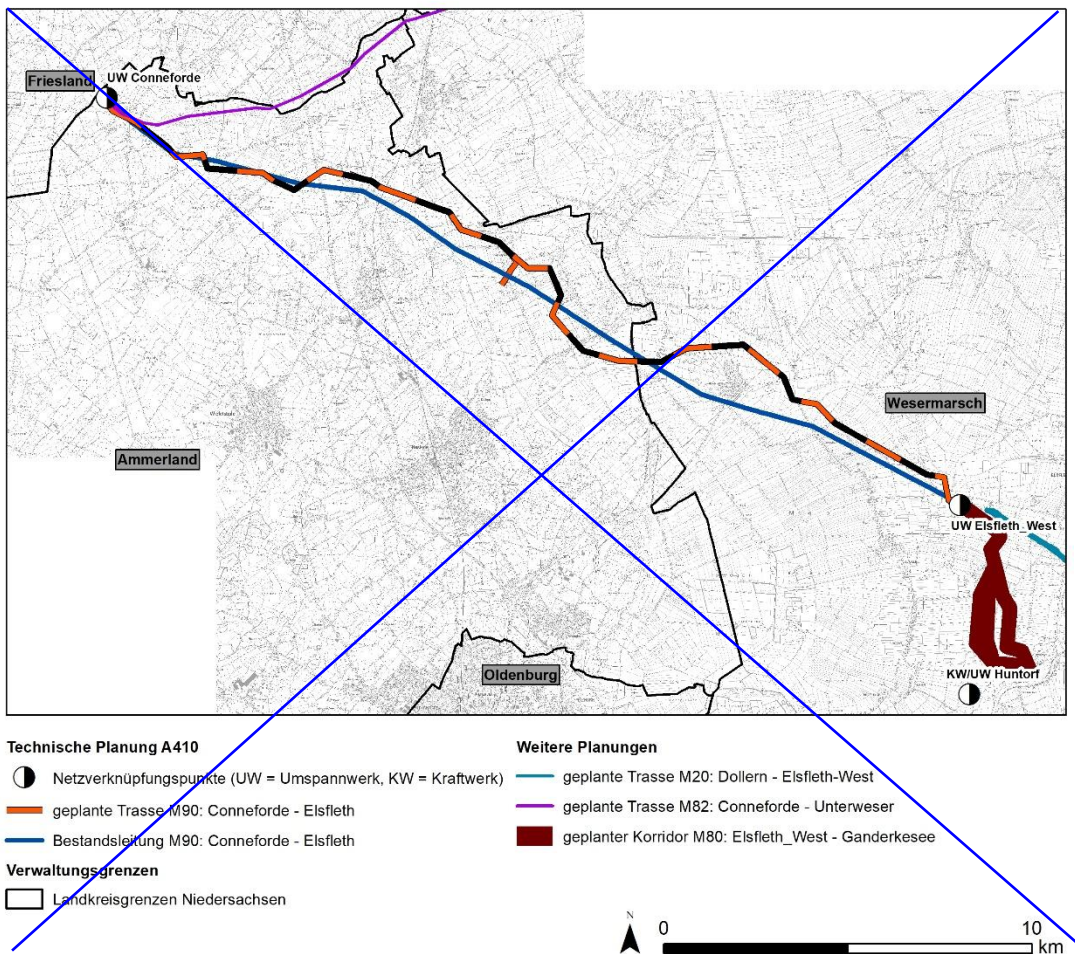 UW Conneforde
Friesland
Wesermarsch
Ammerland
UW Elsfleth_West
Oldenburg
KW/UW Huntorf
Technische Planung A410
Netzverknüpfungspunkte (UW = Umspannwerk, KW = Kraftwerk)
geplante Trasse M90: Conneforde - Elsfleth
Bestandsleitung M90: Conneforde - Elsfleth
Verwaltungsgrenzen
Landkreisgrenzen Niedersachsen
Weitere Planungen
geplante Trasse M20: Dollern - Elsfleth-West
geplante Trasse M82: Conneforde - Unterweser
geplanter Korridor M80: Elsfleth_West - Ganderkesee
N
0
10
km